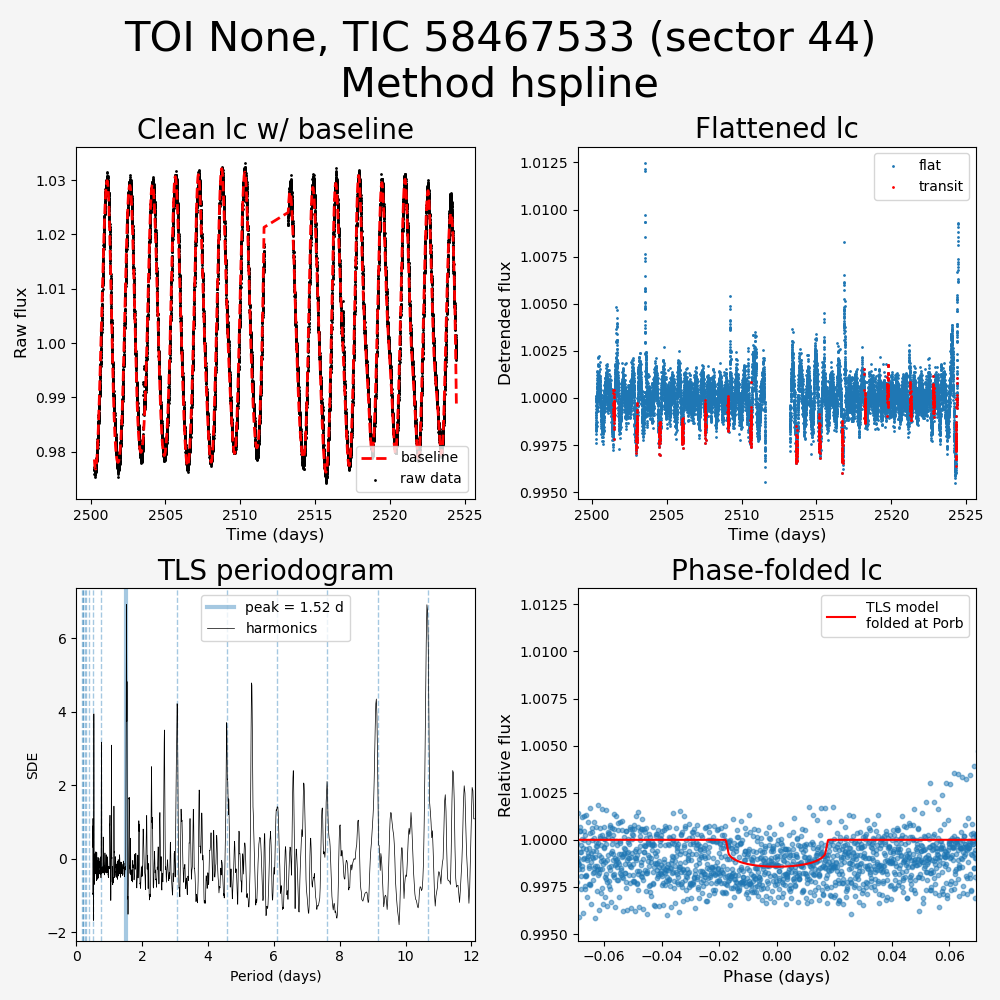 TOI None, TIC 58467533 (sector 44)
Method hspline
Clean lc w/ baseline
Raw flux
1.03
1.02
1.01
1.00
0.99
0.98
baseline
raw data
2500
2505
2510
2515
2520
2525
Time (days)
Flattened lc
Detrended flux
1.0125
1.0100
1.0075
1.0050
1.0025
1.0000
0.9975
0.9950
flat
transit
2500
2505
2510
2515
2520
2525
Time (days)
TLS periodogram
SDE
6
4
2
0
−2
peak = 1.52 d
harmonics
0
2
4
6
8
10
12
Period (days)
Phase-folded lc
Relative flux
1.0125
1.0100
1.0075
1.0050
1.0025
1.0000
0.9975
0.9950
TLS model
folded at Porb
−0.06
−0.04
−0.02
0.00
0.02
0.04
0.06
Phase (days)